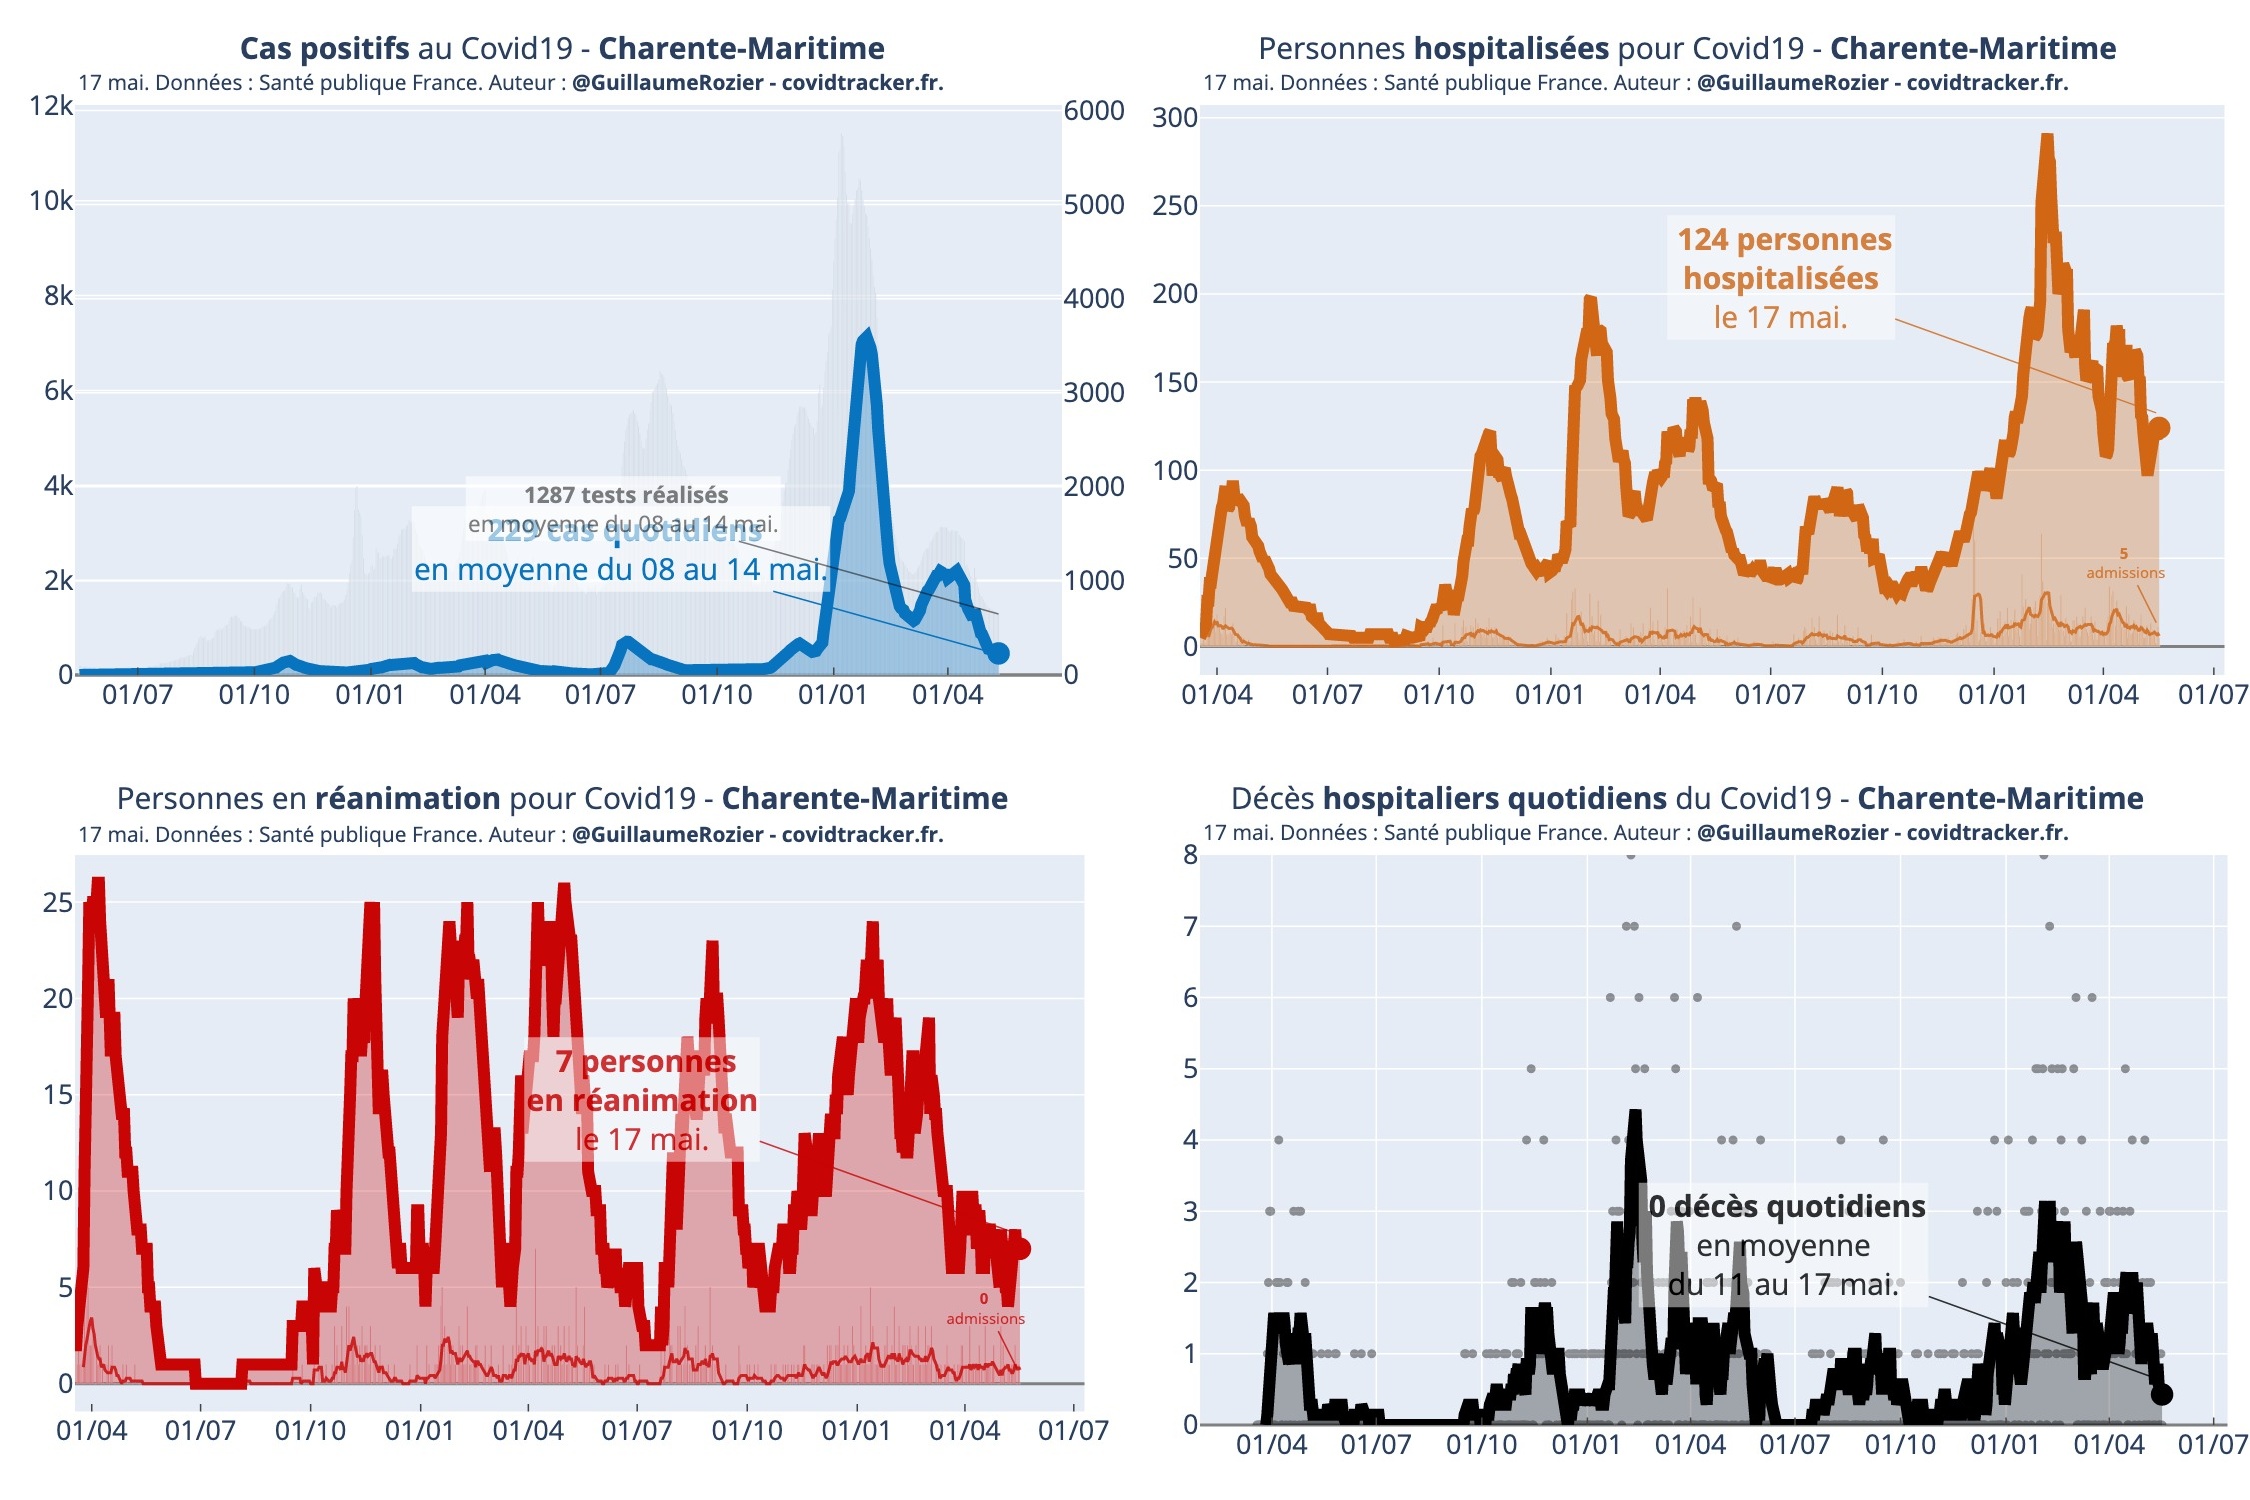 Cas positifs au Covid19 - Charente-Maritime
17 mai. Données : Santé publique France. Auteur : @GuillaumeRozier - covidtracker.fr.
12k
10k
8k
6k
4k
2k
0
6000
5000
4000
3000
2000
1000
0
1287 tests réalisés
en moyenne du 08 au 14 mai.
229 cas quotidiens
en moyenne du 08 au 14 mai.
01/07 01/10 01/01 01/04 01/07 01/10 01/01 01/04
Personnes hospitalisées pour Covid19 - Charente-Maritime
17 mai. Données : Santé publique France. Auteur : @GuillaumeRozier - covidtracker.fr.
300
250
200
150
100
50
0
124 personnes
hospitalisées
le 17 mai.
5
admissions
01/04 01/07 01/10 01/01 01/04 01/07 01/10 01/01 01/04 01/07
Personnes en réanimation pour Covid19 - Charente-Maritime
17 mai. Données : Santé publique France. Auteur : @GuillaumeRozier - covidtracker.fr.
25
20
15
10
5
0
7 personnes
en réanimation
le 17 mai.
0
admissions
01/04 01/07 01/10 01/01 01/04 01/07 01/10 01/01 01/04 01/07
Décès hospitaliers quotidiens du Covid19 - Charente-Maritime
17 mai. Données : Santé publique France. Auteur : @GuillaumeRozier - covidtracker.fr.
8
7
6
5
4
3
2
1
0
0 décès quotidiens
en moyenne
du 11 au 17 mai.
01/04 01/07 01/10 01/01 01/04 01/07 01/10 01/01 01/04 01/07